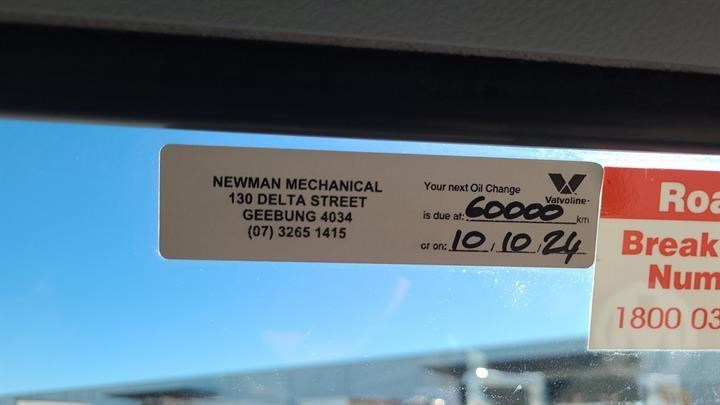 NEWMAN MECHANICAL
130 DELTA STREET
GEEBUNG 4034
(07) 3265 1415
Your next Oil Change
Valvoline
is due at: 60000 km
or on: 10 / 10 / 24
Roa
Break
Num
1800 03